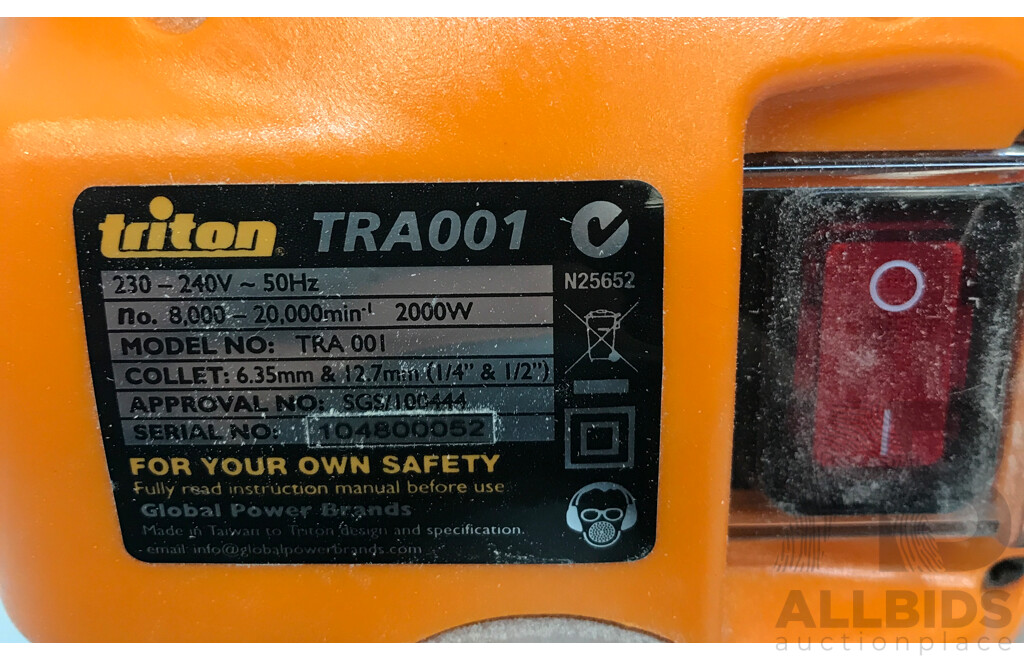 triton® TRA001
230 – 240V ~ 50Hz
N25652
no. 8,000 – 20,000min⁻¹ 2000W
MODEL NO: TRA 001
COLLET: 6.35mm & 12.7mm (1/4" & 1/2")
APPROVAL NO: SGS/100444
SERIAL NO: 104800052
FOR YOUR OWN SAFETY
Fully read instruction manual before use
Global Power Brands
Made in Taiwan to Triton design and specification.
email info@globalpowerbrands.com
ALLBIDS
auctionplace